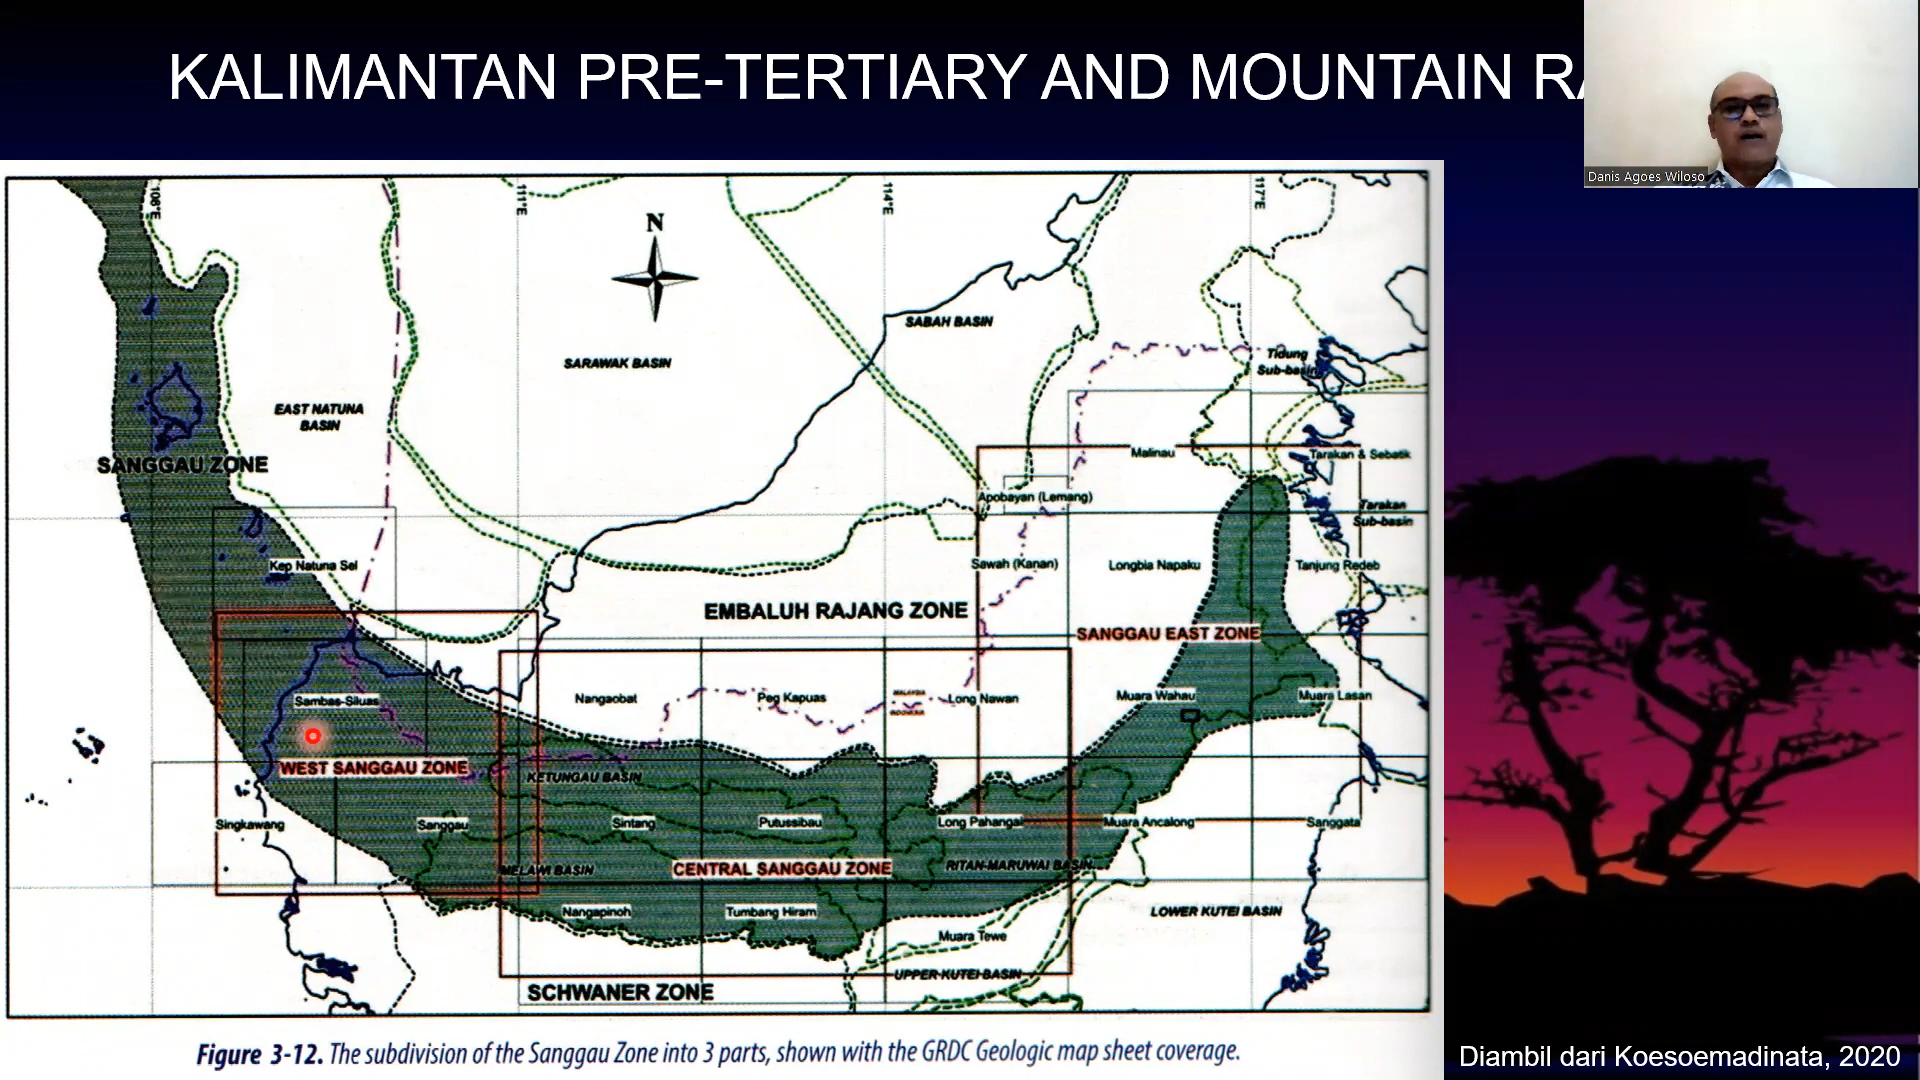 KALIMANTAN PRE-TERTIARY AND MOUNTAIN
Danis Agoes Wiloso
108°E
111°E
114°E
117°E
N
SABAH BASIN
SARAWAK BASIN
Tidung
Sub-basin
EAST NATUNA
BASIN
SANGGAU ZONE
Malinau
Tarakan & Sebatik
Apobayan (Lemang)
Tarakan
Sub-basin
Kep Natuna Sel
Sawah (Kanan)
Longbia Napaku
Tanjung Redeb
EMBALUH RAJANG ZONE
SANGGAU EAST ZONE
Sambas-Siluas
Nangaobat
Peg Kapuas
MALAYSIA
INDONESIA
Long Nawan
Muara Wahau
Muara Lasan
WEST SANGGAU ZONE
KETUNGAU BASIN
Singkawang
Sanggau
Sintang
Putussibau
Long Pahangai
Muara Ancalong
Sanggata
MELAWI BASIN
CENTRAL SANGGAU ZONE
RITAN-MARUWAI BASIN
Nangapinoh
Tumbang Hiram
LOWER KUTEI BASIN
Muara Tewe
UPPER KUTEI BASIN
SCHWANER ZONE
Figure 3-12. The subdivision of the Sanggau Zone into 3 parts, shown with the GRDC Geologic map sheet coverage.
Diambil dari Koesoemadinata, 2020